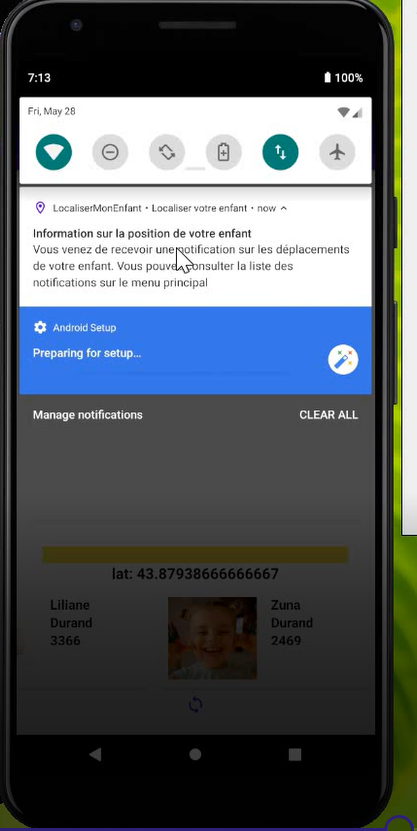 7:13
100%
Fri, May 28
LocaliserMonEnfant • Localiser votre enfant • now
Information sur la position de votre enfant
Vous venez de recevoir une notification sur les déplacements
de votre enfant. Vous pouvez consulter la liste des
notifications sur le menu principal
Android Setup
Preparing for setup...
Manage notifications
CLEAR ALL
lat: 43.87938666666667
Liliane
Durand
3366
Zuna
Durand
2469